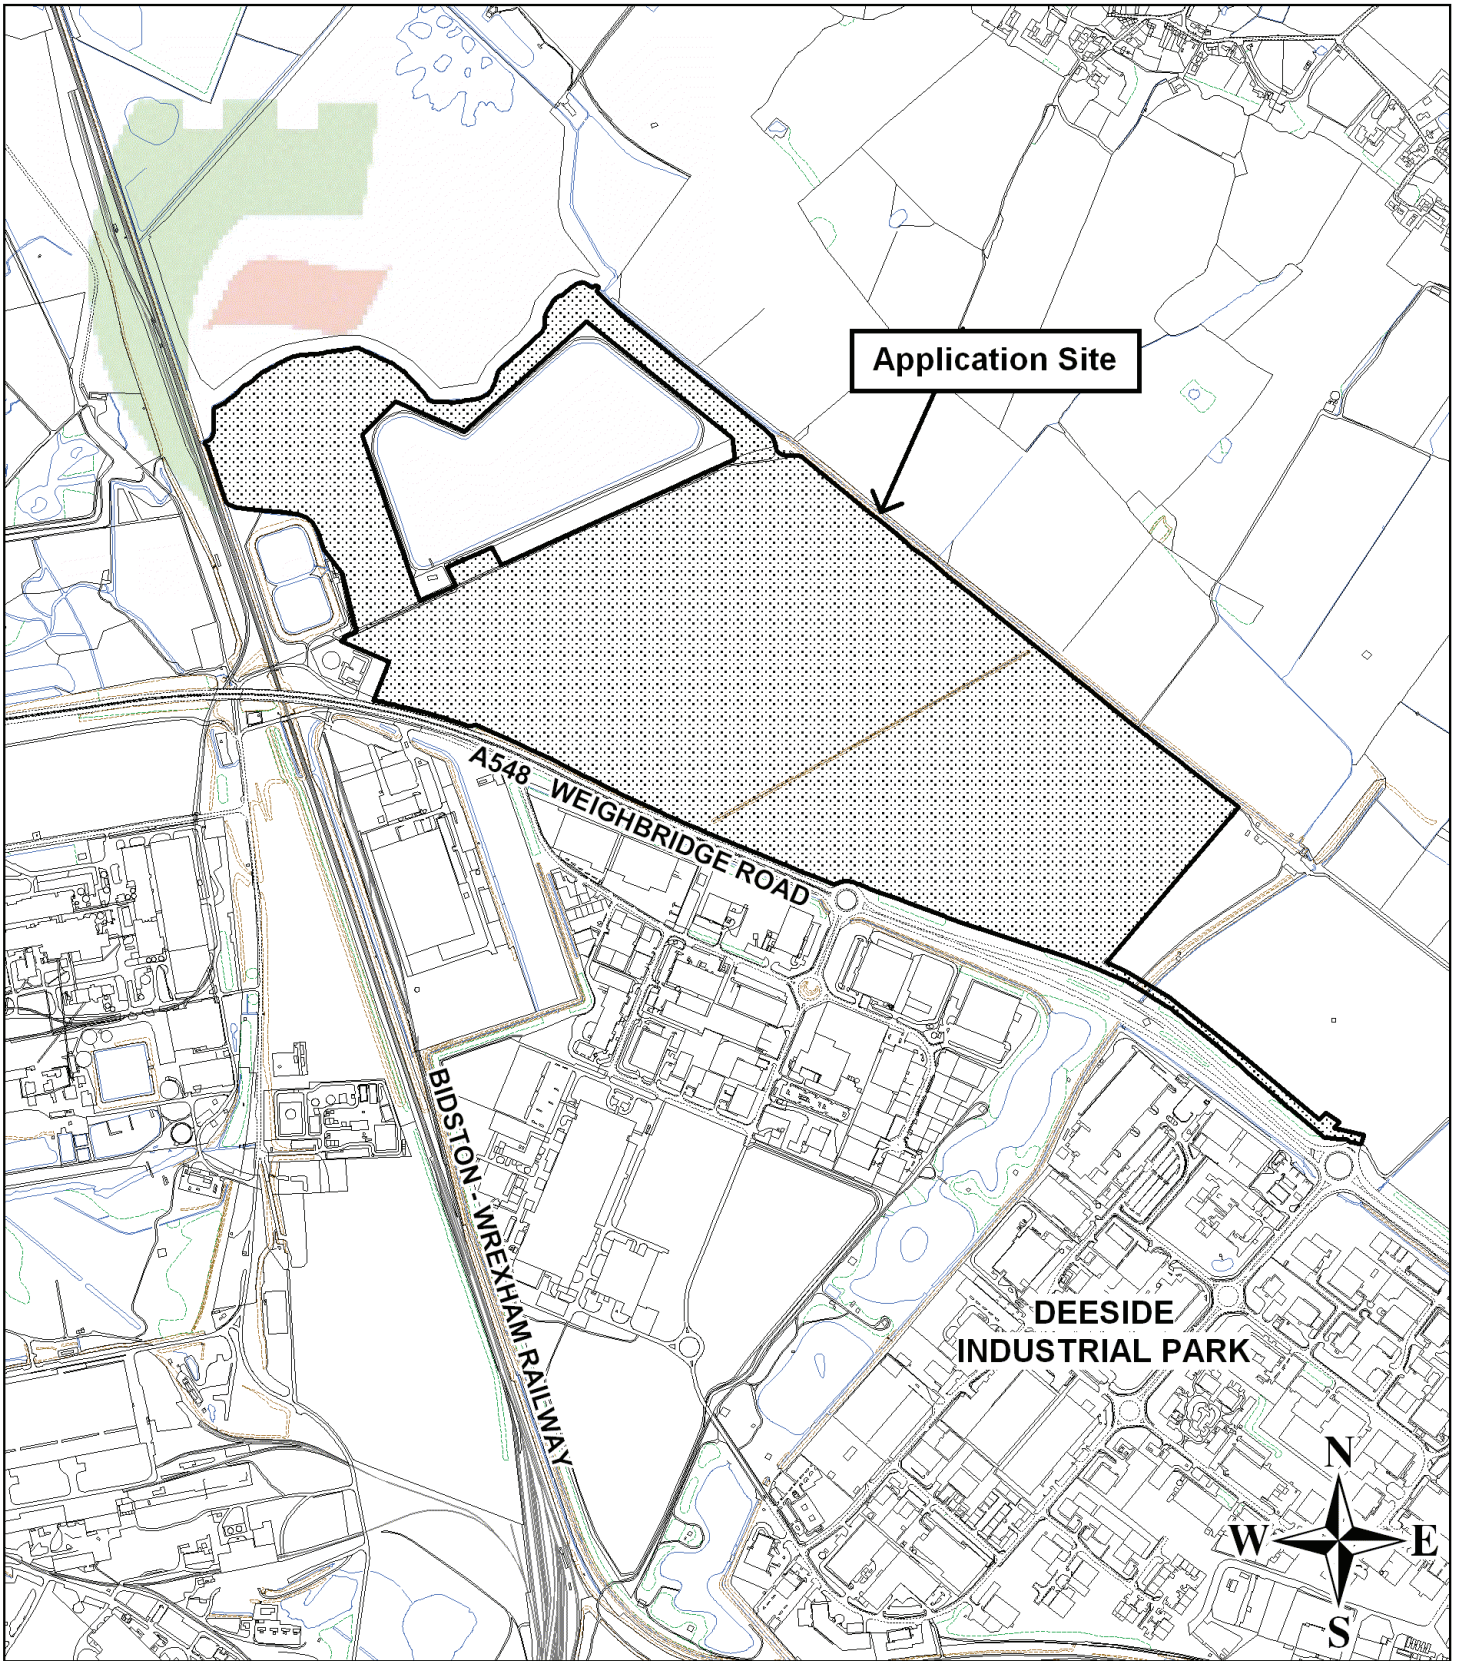 Application Site
A548 WEIGHBRIDGE ROAD
BIDSTON - WREXHAM RAILWAY
DEESIDE
INDUSTRIAL PARK
N
W E
S